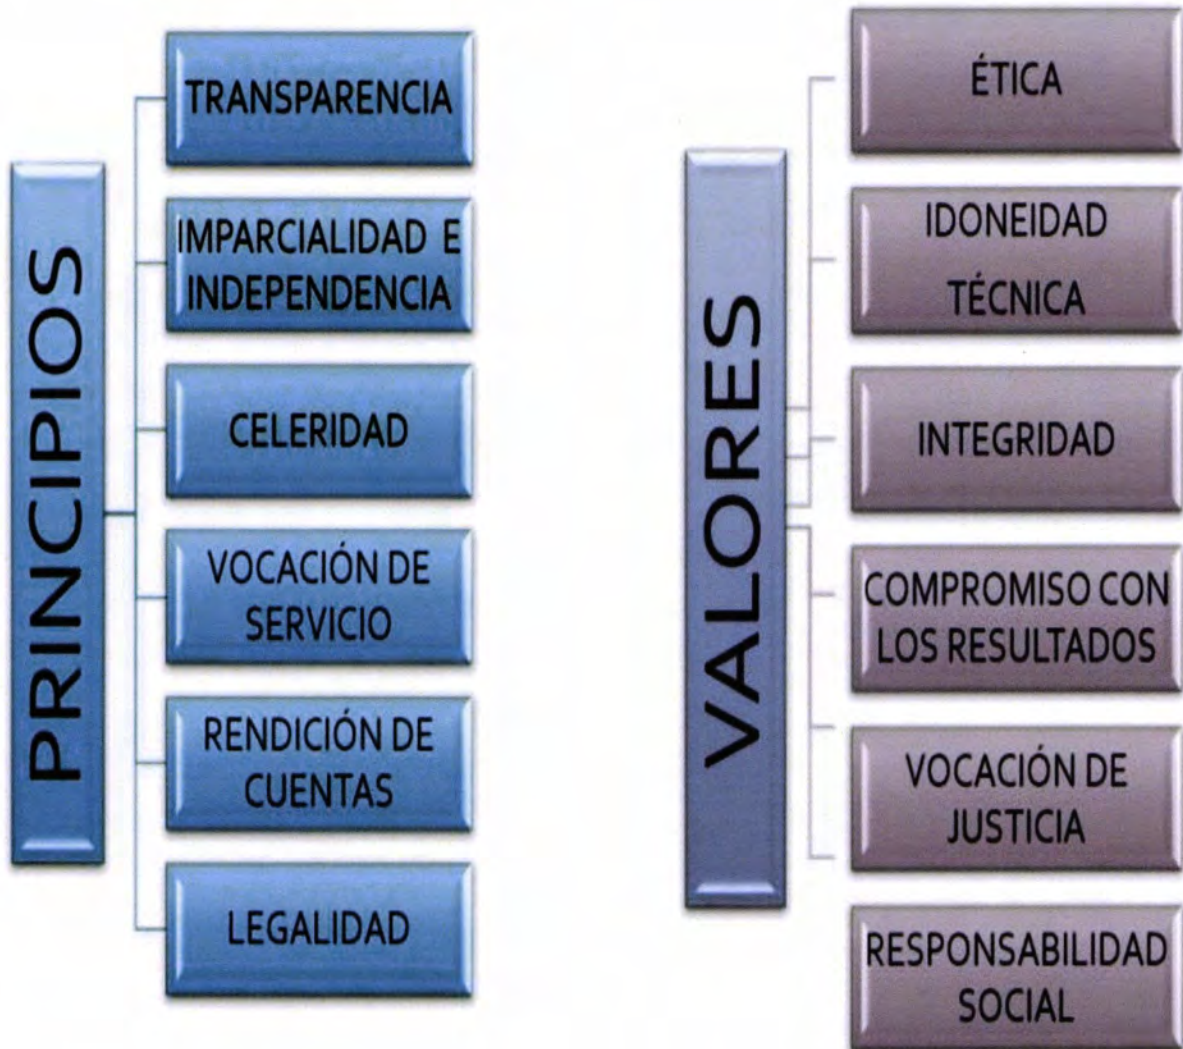 PRINCIPIOS
TRANSPARENCIA
IMPARCIALIDAD E
INDEPENDENCIA
CELERIDAD
VOCACIÓN DE
SERVICIO
RENDICIÓN DE
CUENTAS
LEGALIDAD
VALORES
ÉTICA
IDONEIDAD
TÉCNICA
INTEGRIDAD
COMPROMISO CON
LOS RESULTADOS
VOCACIÓN DE
JUSTICIA
RESPONSABILIDAD
SOCIAL